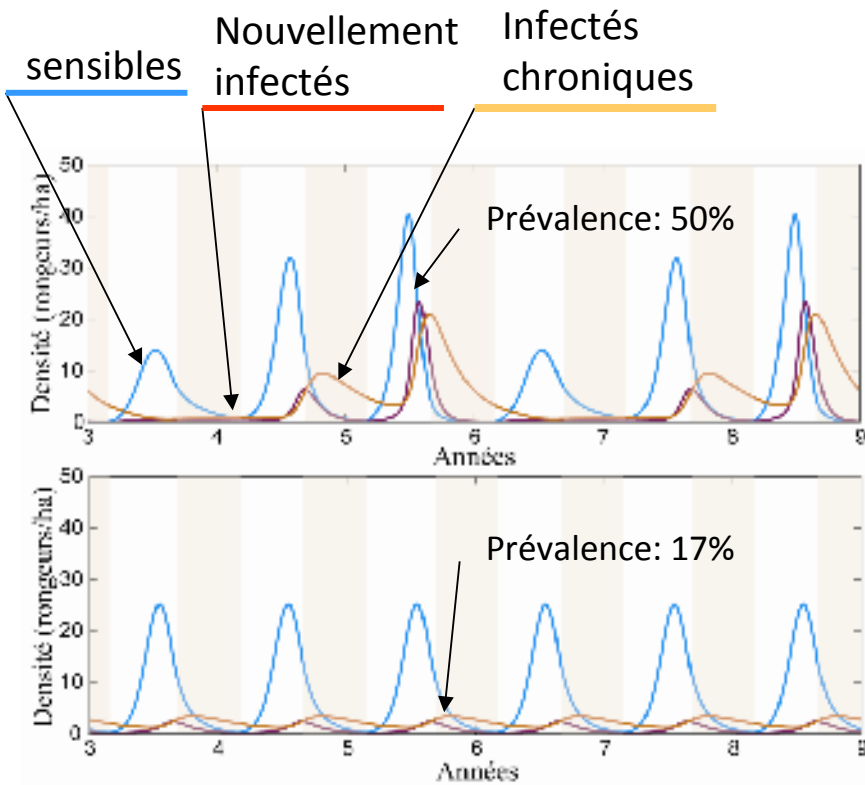 sensibles
Nouvellement
infectés
Infectés
chroniques
Densité (rongeurs/ha)
50
40
30
20
10
0
Prévalence: 50%
3 4 5 6 7 8 9
Années
Densité (rongeurs/ha)
50
40
30
20
10
0
Prévalence: 17%
3 4 5 6 7 8 9
Années